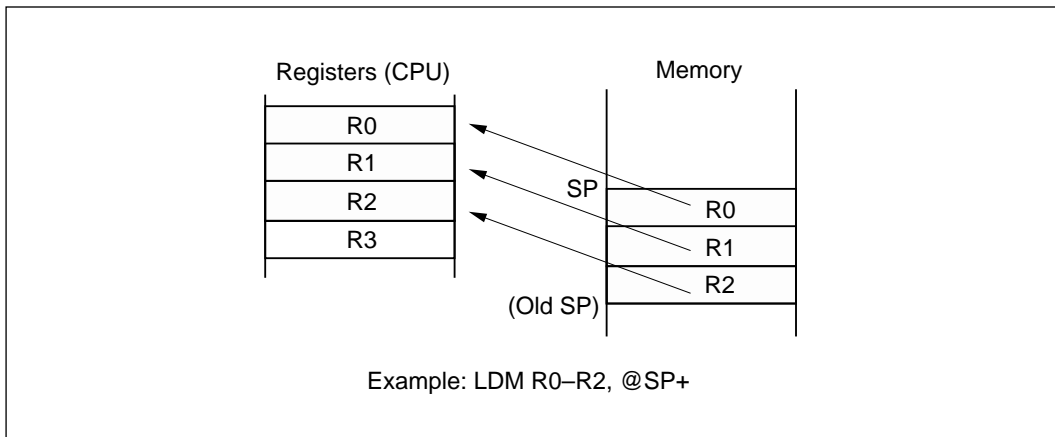 Registers (CPU)
Memory
R0
R1
R2
R3
SP
R0
R1
R2
(Old SP)
Example: LDM R0–R2, @SP+